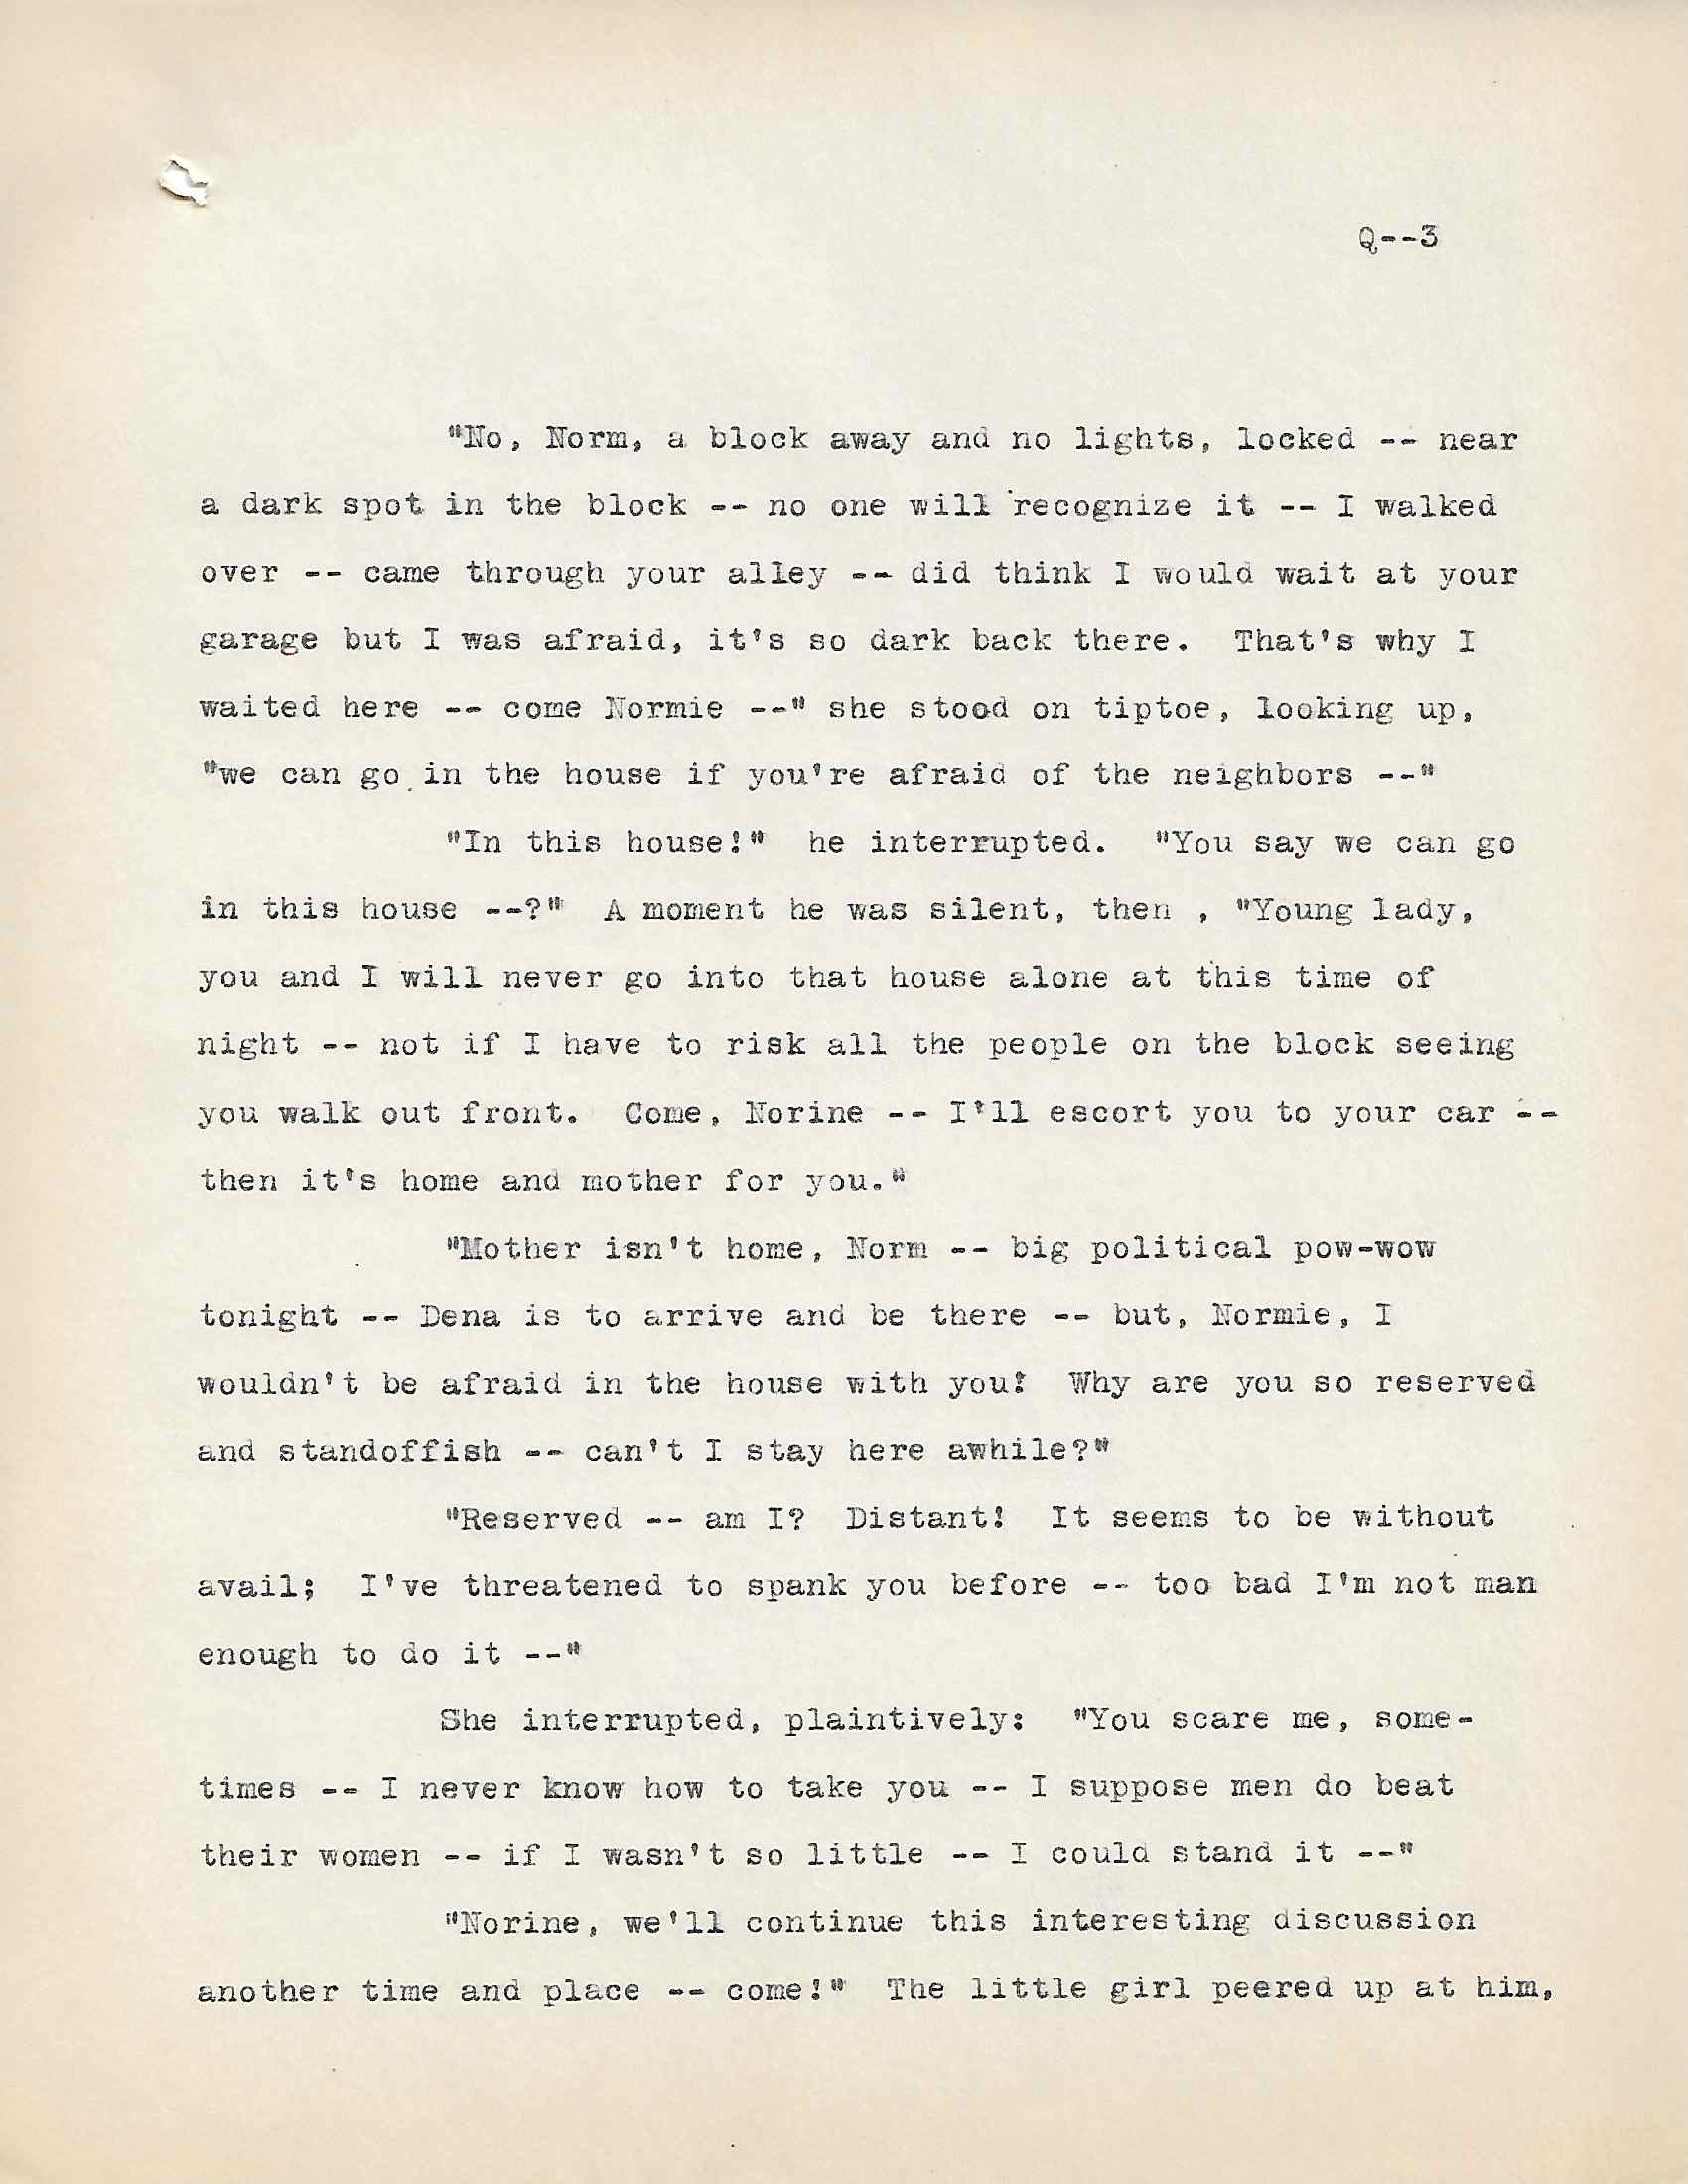 Q--3
"No, Norm, a block away and no lights, locked -- near
a dark spot in the block -- no one will recognize it -- I walked
over -- came through your alley -- did think I would wait at your
garage but I was afraid, it's so dark back there.  That's why I
waited here -- come Normie --" she stood on tiptoe, looking up,
"we can go in the house if you're afraid of the neighbors --"
"In this house!"  he interrupted.  "You say we can go
in this house --?"  A moment he was silent, then , "Young lady,
you and I will never go into that house alone at this time of
night -- not if I have to risk all the people on the block seeing
you walk out front.  Come, Norine -- I'll escort you to your car --
then it's home and mother for you."
"Mother isn't home, Norm -- big political pow-wow
tonight -- Dena is to arrive and be there -- but, Normie, I
wouldn't be afraid in the house with you!  Why are you so reserved
and standoffish -- can't I stay here awhile?"
"Reserved -- am I?  Distant!  It seems to be without
avail;  I've threatened to spank you before -- too bad I'm not man
enough to do it --"
She interrupted, plaintively:  "You scare me, some-
times -- I never know how to take you -- I suppose men do beat
their women -- if I wasn't so little -- I could stand it --"
"Norine, we'll continue this interesting discussion
another time and place -- come!"  The little girl peered up at him,